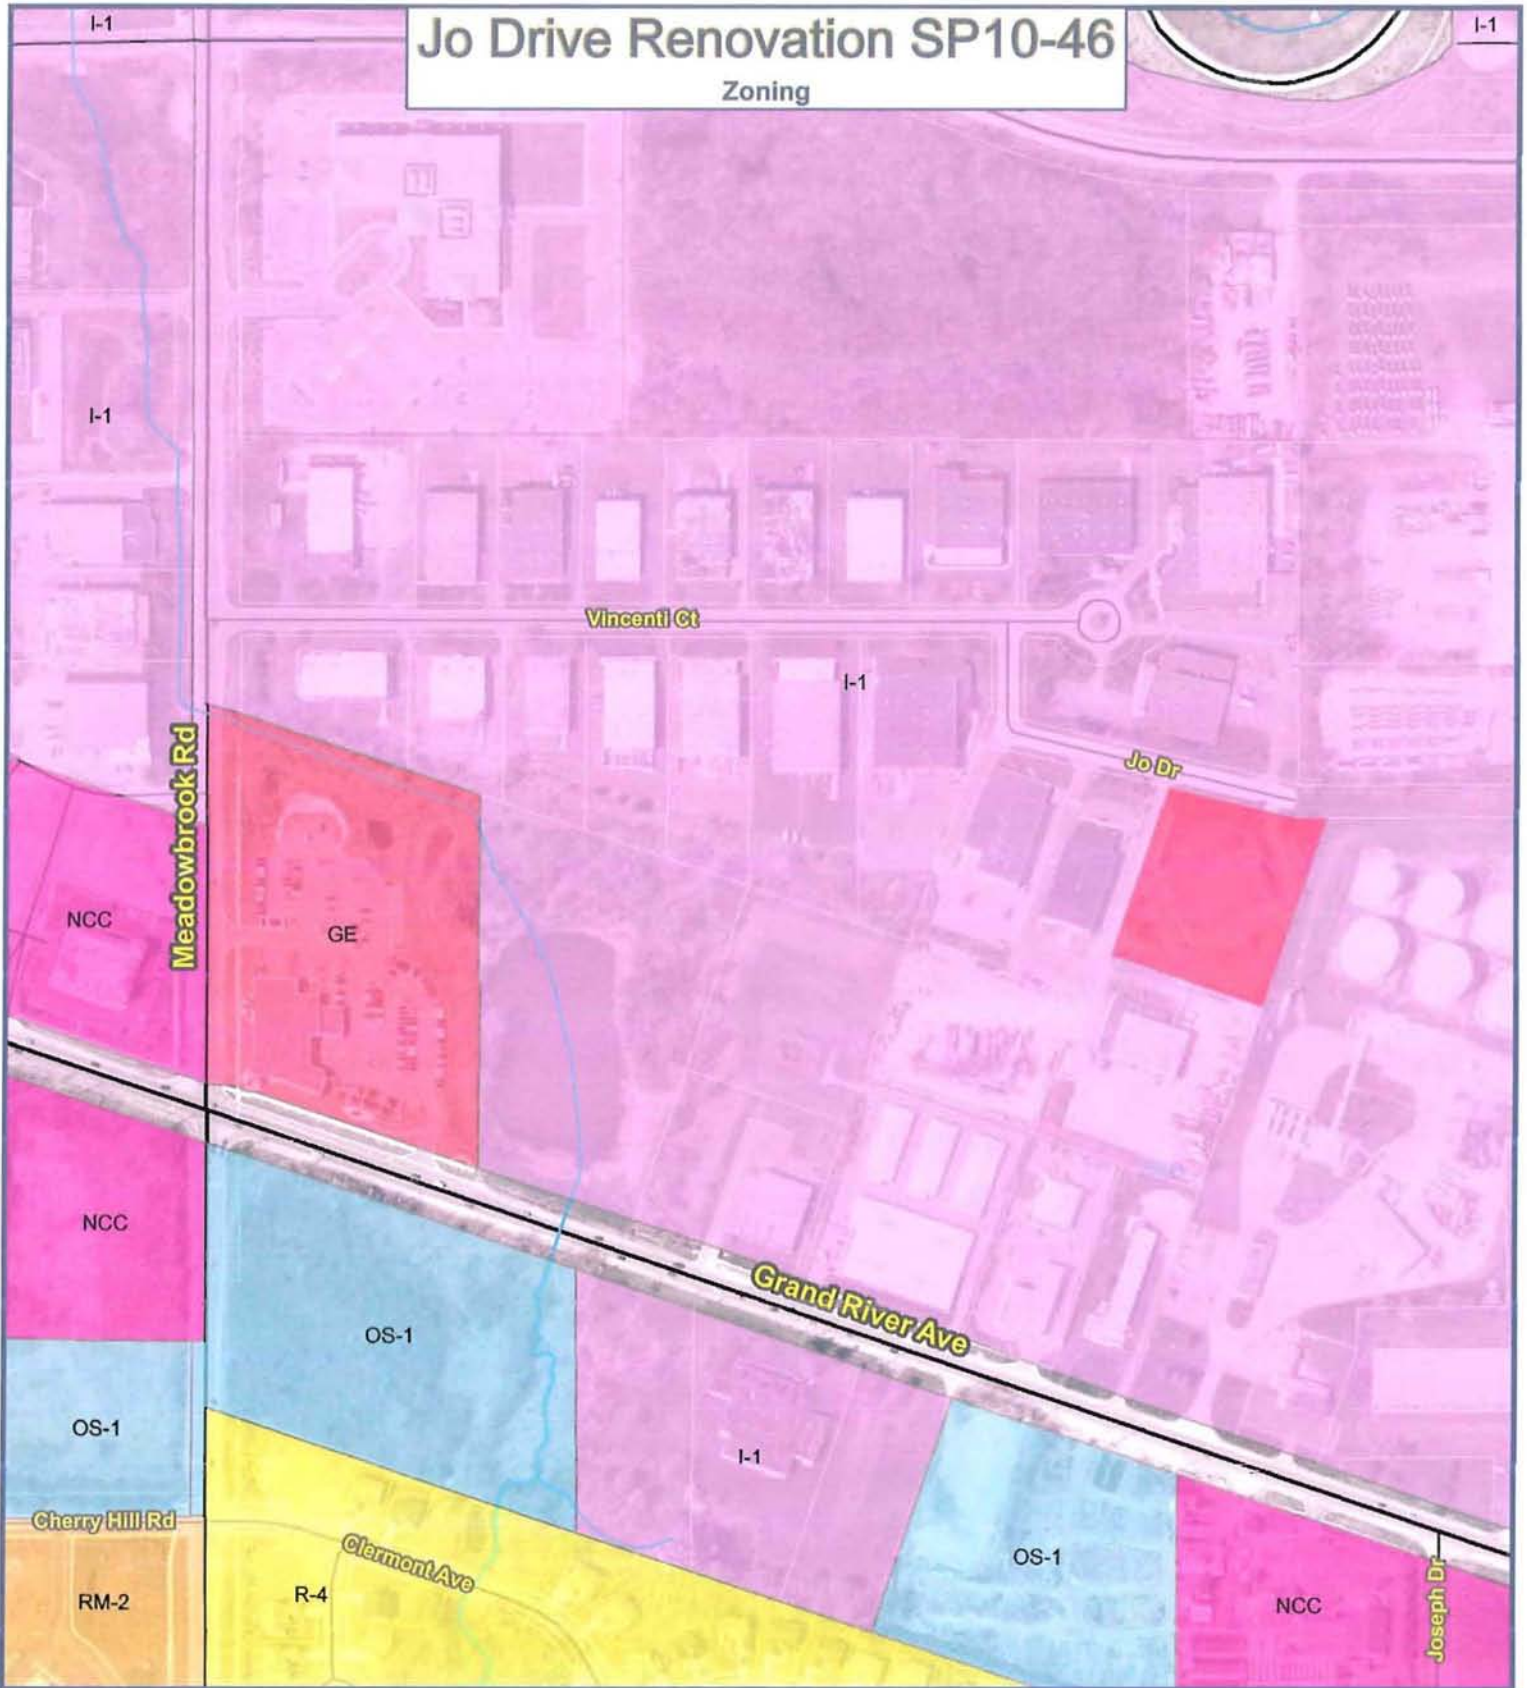 Jo Drive Renovation SP10-46
Zoning
I-1
I-1
I-1
Vincenti Ct
I-1
Meadowbrook Rd
Jo Dr
NCC
GE
NCC
Grand River Ave
OS-1
OS-1
I-1
Cherry Hill Rd
Clermont Ave
OS-1
RM-2
R-4
NCC
Joseph Dr